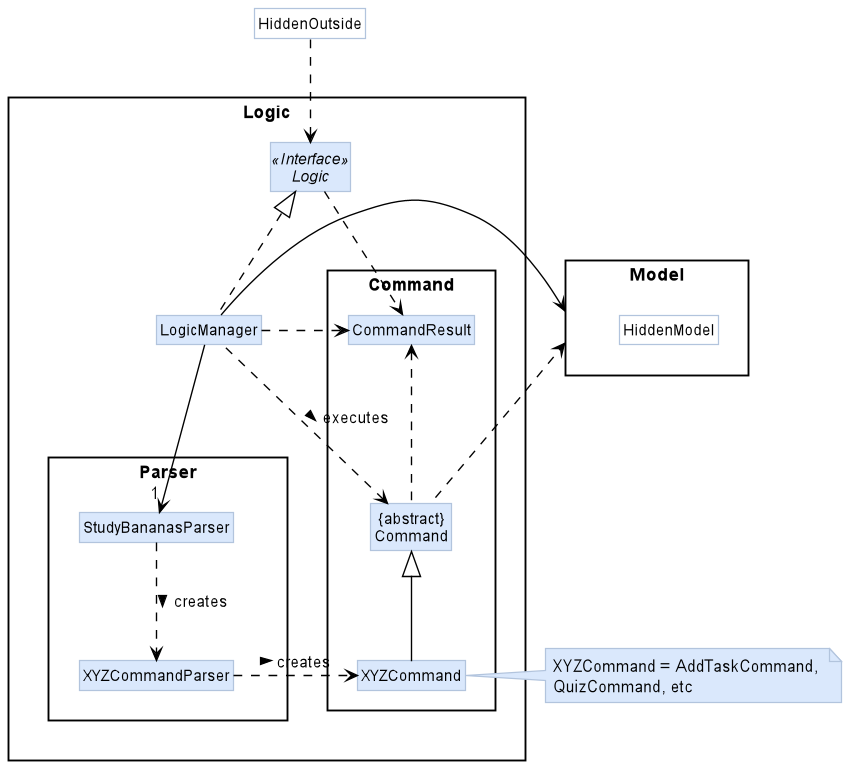 HiddenOutside
Logic
«Interface»
Logic
Command
Model
LogicManager
CommandResult
HiddenModel
executes
Parser
1
StudyBananasParser
{abstract}
Command
creates
creates
XYZCommandParser
XYZCommand
XYZCommand = AddTaskCommand,
QuizCommand, etc